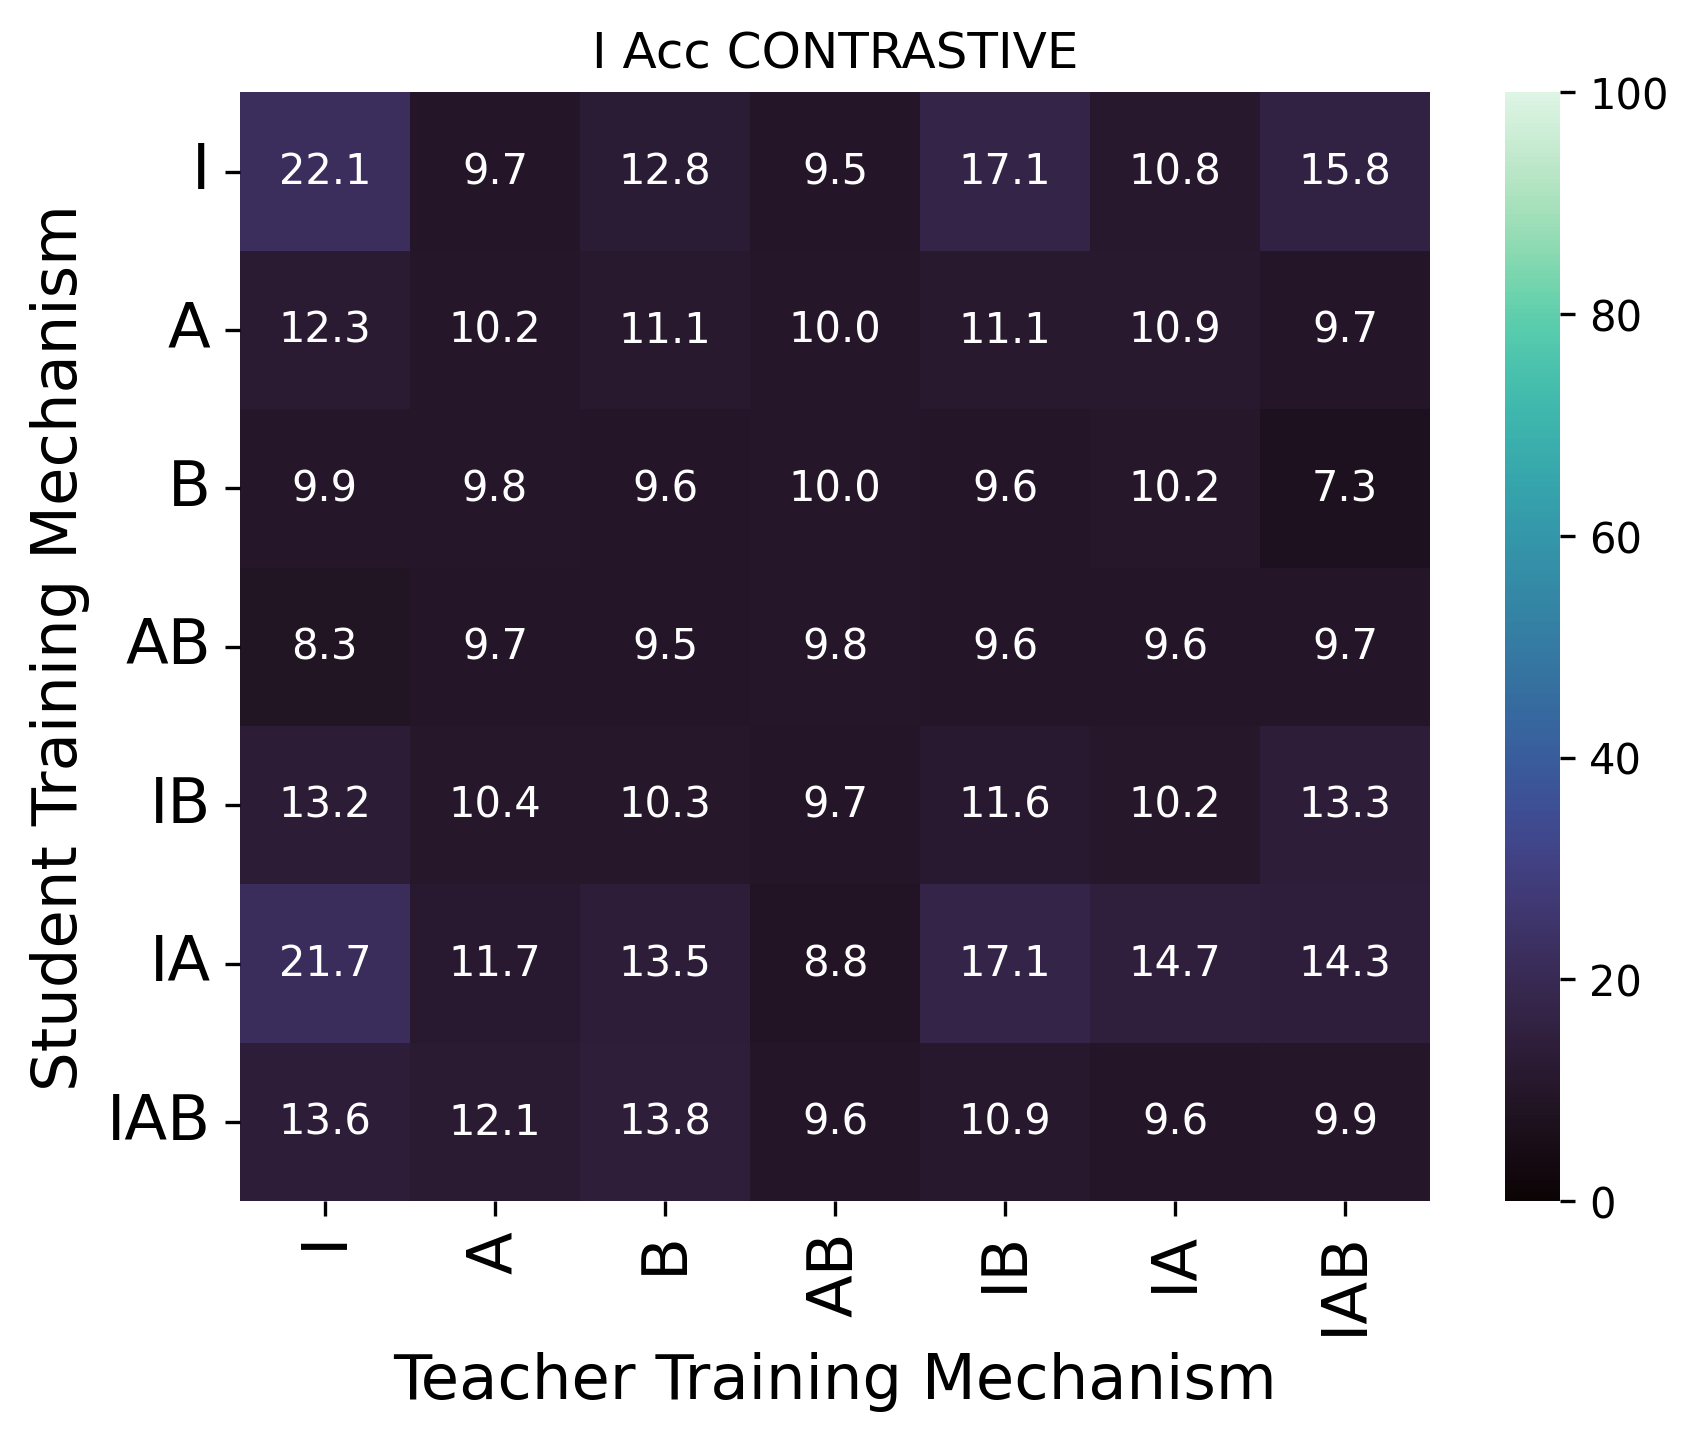 I Acc CONTRASTIVE
Student Training Mechanism
I 22.1 9.7 12.8 9.5 17.1 10.8 15.8
A 12.3 10.2 11.1 10.0 11.1 10.9 9.7
B 9.9 9.8 9.6 10.0 9.6 10.2 7.3
AB 8.3 9.7 9.5 9.8 9.6 9.6 9.7
IB 13.2 10.4 10.3 9.7 11.6 10.2 13.3
IA 21.7 11.7 13.5 8.8 17.1 14.7 14.3
IAB 13.6 12.1 13.8 9.6 10.9 9.6 9.9
I A B AB IB IA IAB
Teacher Training Mechanism
100
80
60
40
20
0